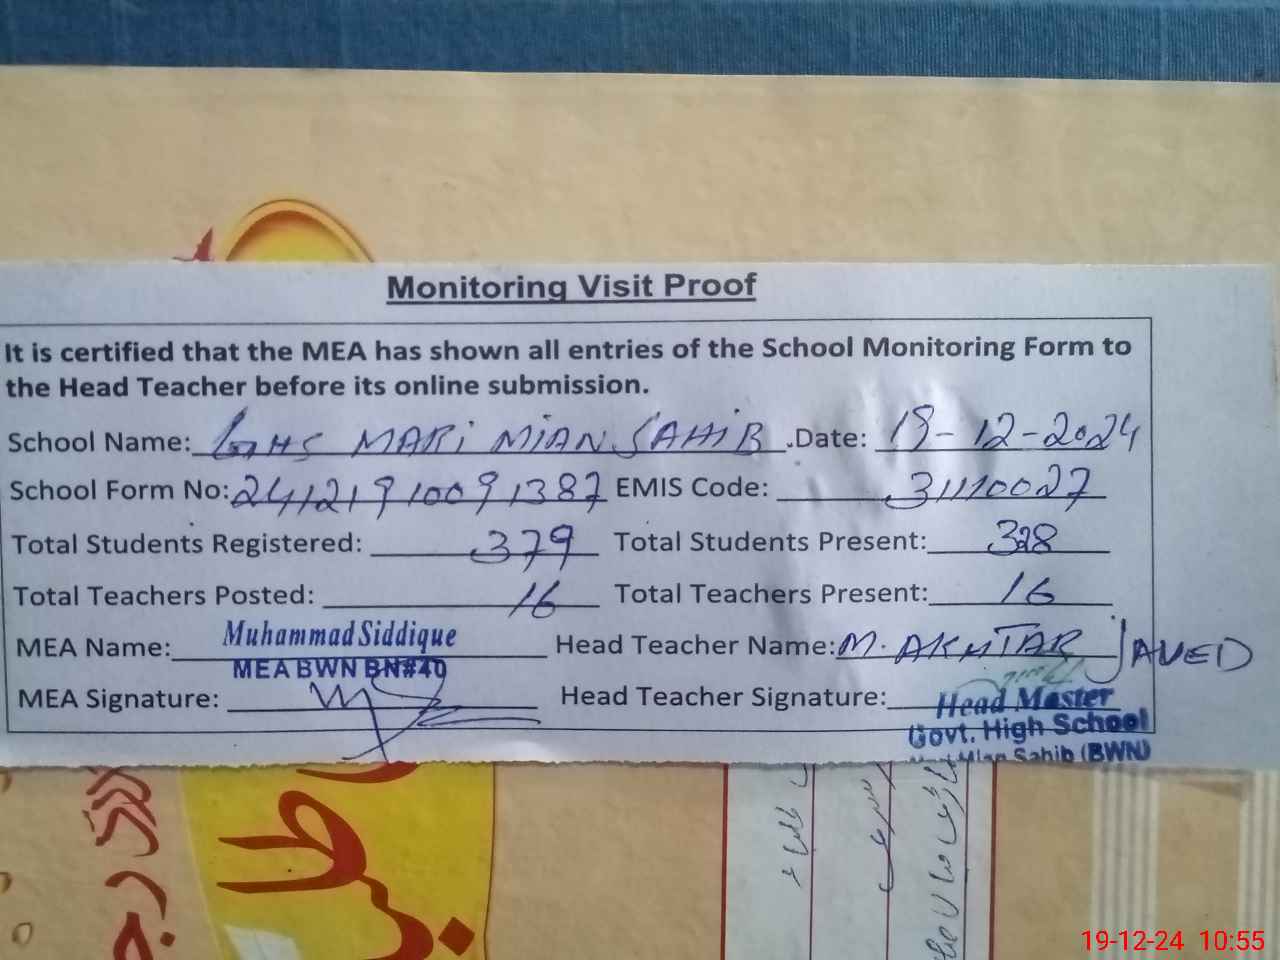 Monitoring Visit Proof
It is certified that the MEA has shown all entries of the School Monitoring Form to
the Head Teacher before its online submission.
School Name: GHS MARI MIAN SAHIB .Date: 19-12-2024
School Form No: 24121910091387 EMIS Code: 31110027
Total Students Registered: 379 Total Students Present: 328
Total Teachers Posted: 16 Total Teachers Present: 16
MEA Name: Muhammad Siddique Head Teacher Name: M. AKHTAR JAVED
MEA BWN BN#40
MEA Signature: Head Teacher Signature:
Head Master
Govt. High School
Mian Sahib (BWN)
19-12-24 10:55